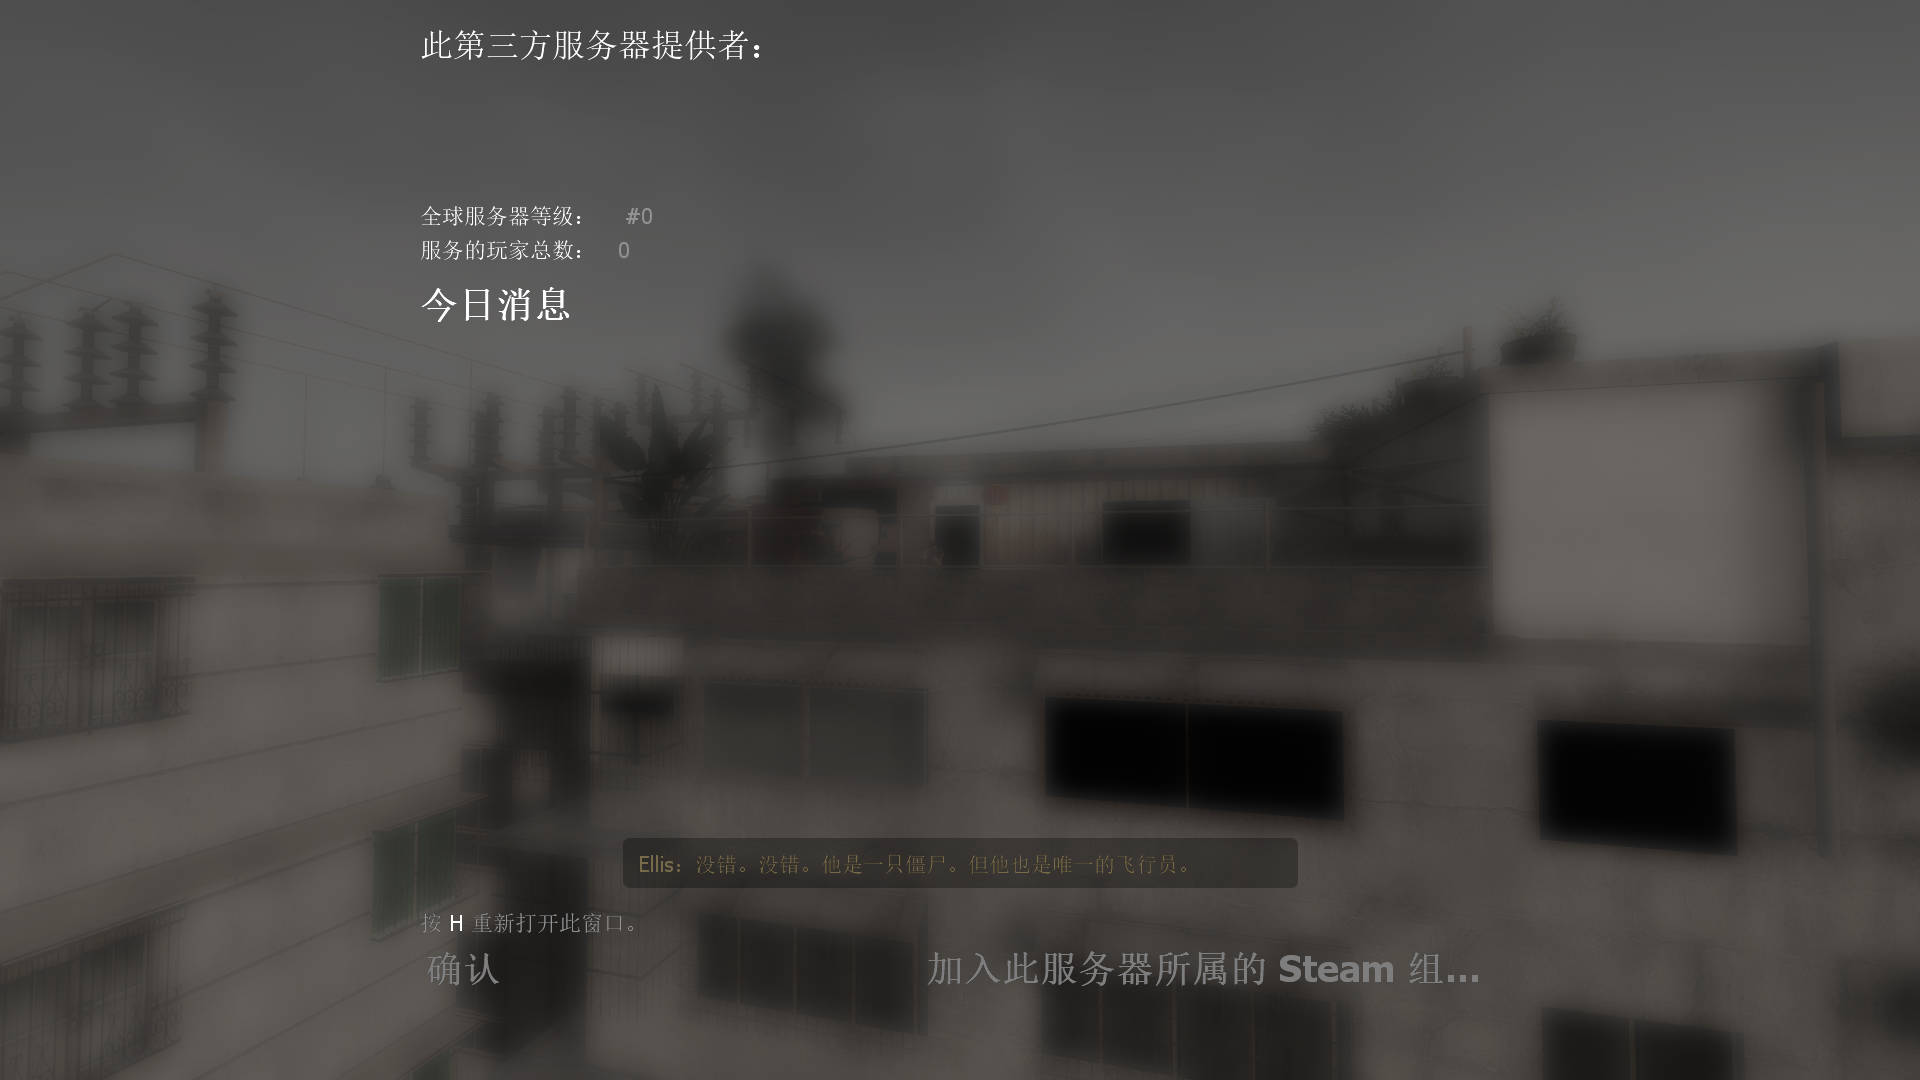 此第三方服务器提供者：
全球服务器等级： #0
服务的玩家总数： 0
今日消息
Ellis：没错。没错。他是一只僵尸。但他也是唯一的飞行员。
按 H 重新打开此窗口。
确认
加入此服务器所属的 Steam 组...